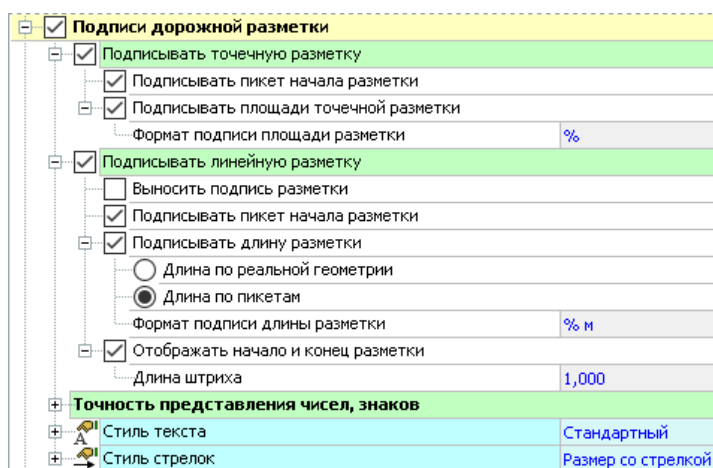 Подписи дорожной разметки
Подписывать точечную разметку
Подписывать пикет начала разметки
Подписывать площади точечной разметки
Формат подписи площади разметки %
Подписывать линейную разметку
Выносить подпись разметки
Подписывать пикет начала разметки
Подписывать длину разметки
Длина по реальной геометрии
Длина по пикетам
Формат подписи длины разметки % м
Отображать начало и конец разметки
Длина штриха 1,000
Точность представления чисел, знаков
Стиль текста Стандартный
Стиль стрелок Размер со стрелкой